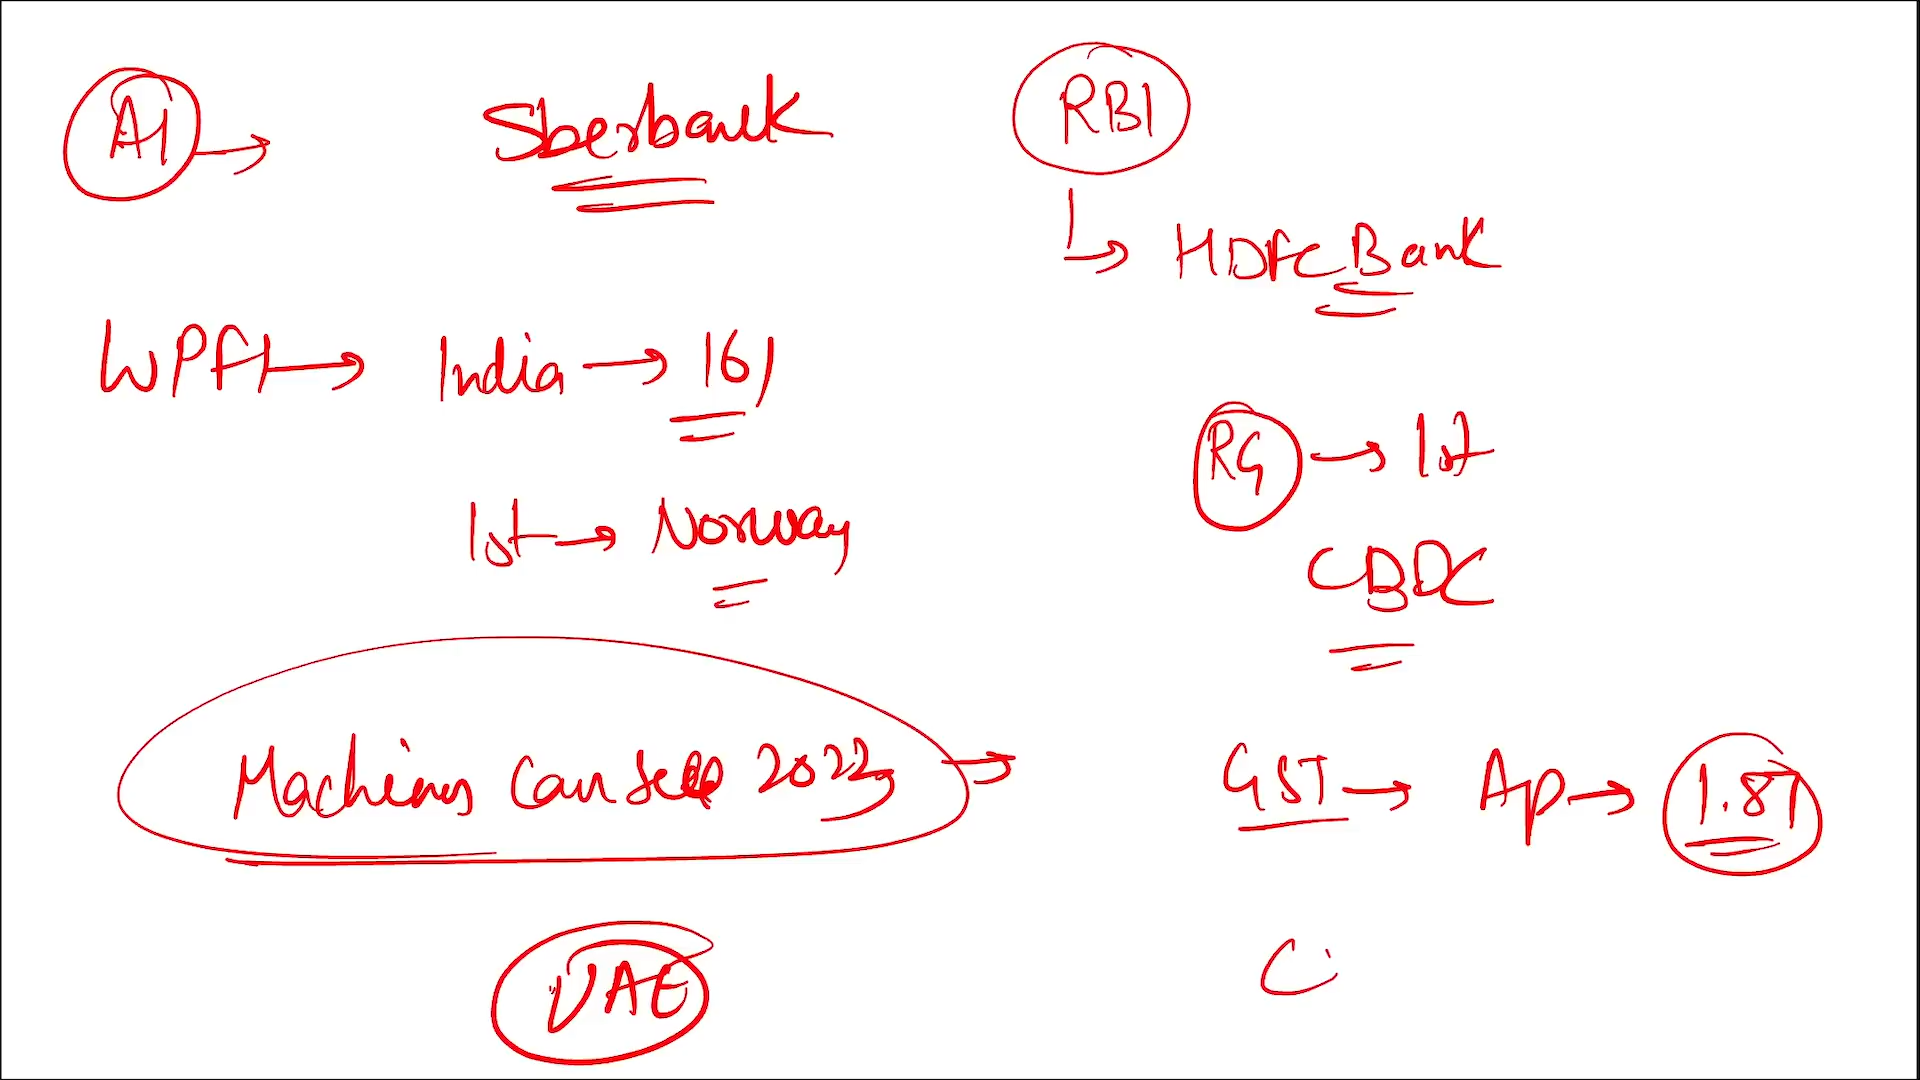 AI → Sberbank
WPFI → India → 161
1st → Norway
Machines Can See 2023 →
UAE
RBI
↳ HDFC Bank
RG → 1st
CBDC
GST → Ap → 1.87
C